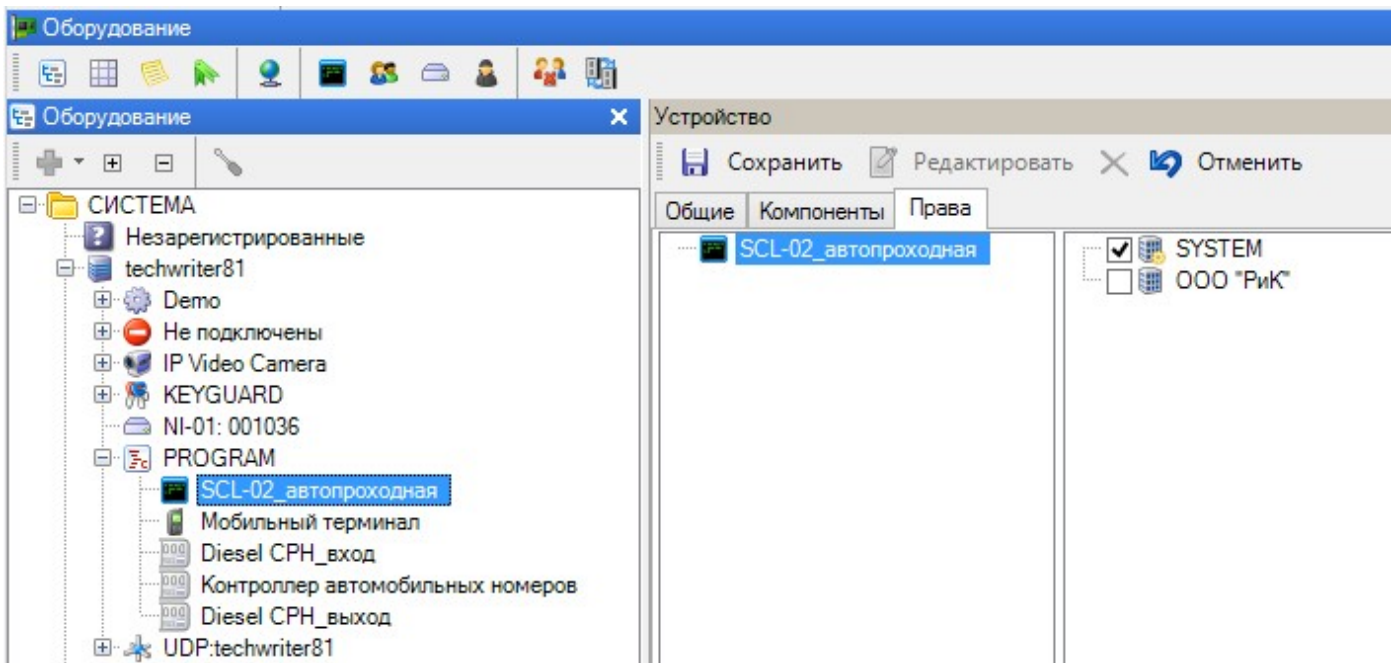 Оборудование
Оборудование
СИСТЕМА
Незарегистрированные
techwriter81
Demo
Не подключены
IP Video Camera
KEYGUARD
NI-01: 001036
PROGRAM
SCL-02_автопроходная
Мобильный терминал
Diesel CPH_вход
Контроллер автомобильных номеров
Diesel CPH_выход
UDP:techwriter81
Устройство
Сохранить Редактировать Отменить
Общие Компоненты Права
SCL-02_автопроходная
SYSTEM
ООО "РиК"